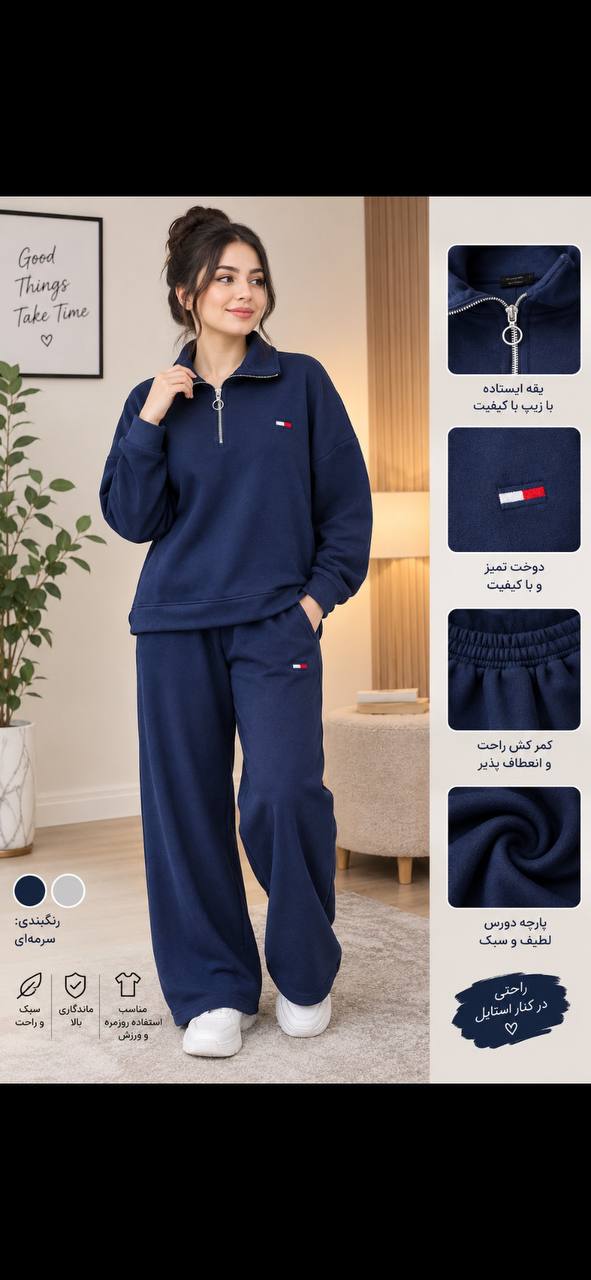 Good
Things
Take Time
یقه ایستاده
با زیپ با کیفیت
دوخت تمیز
و با کیفیت
کمر کش راحت
و انعطاف پذیر
پارچه دورس
لطیف و سبک
راحتی
در کنار استایل
رنگبندی:
سرمه‌ای
مناسب
استفاده روزمره
و ورزش
ماندگاری
بالا
سبک
و راحت